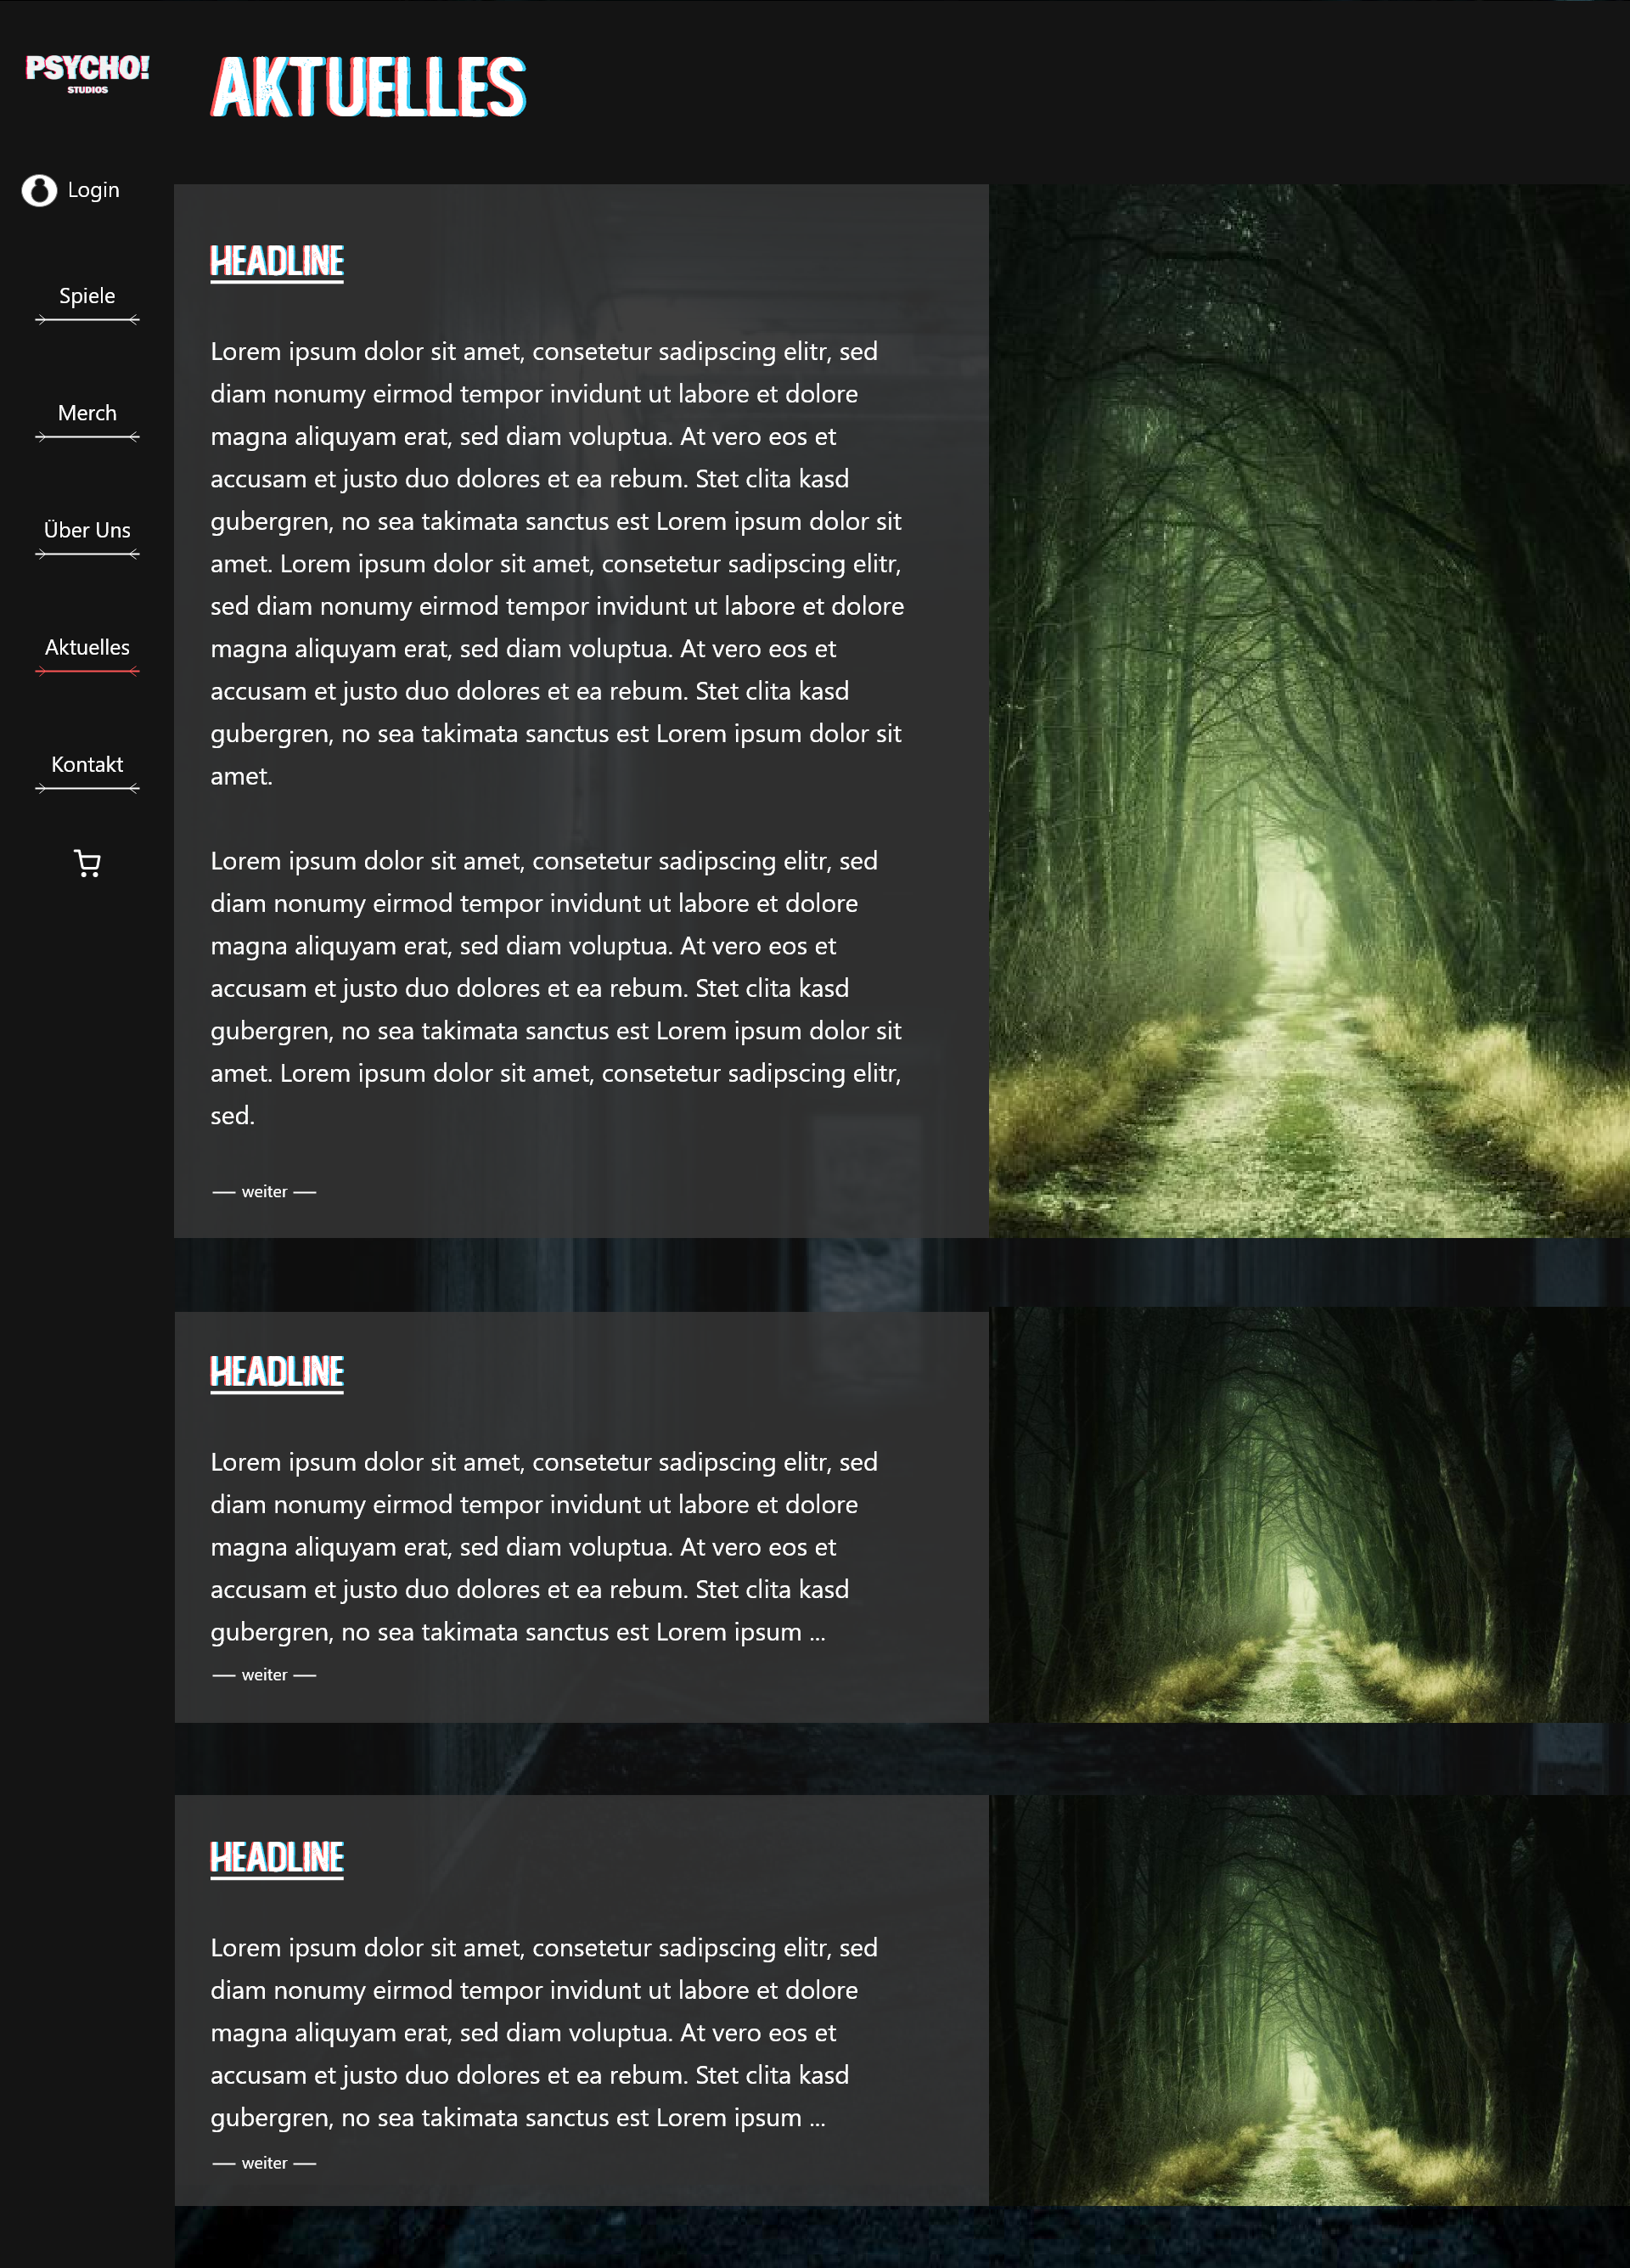 PSYCHO!
STUDIOS
AKTUELLES
Login
Spiele
Merch
Über Uns
Aktuelles
Kontakt
HEADLINE
Lorem ipsum dolor sit amet, consetetur sadipscing elitr, sed
diam nonumy eirmod tempor invidunt ut labore et dolore
magna aliquyam erat, sed diam voluptua. At vero eos et
accusam et justo duo dolores et ea rebum. Stet clita kasd
gubergren, no sea takimata sanctus est Lorem ipsum dolor sit
amet. Lorem ipsum dolor sit amet, consetetur sadipscing elitr,
sed diam nonumy eirmod tempor invidunt ut labore et dolore
magna aliquyam erat, sed diam voluptua. At vero eos et
accusam et justo duo dolores et ea rebum. Stet clita kasd
gubergren, no sea takimata sanctus est Lorem ipsum dolor sit
amet.
Lorem ipsum dolor sit amet, consetetur sadipscing elitr, sed
diam nonumy eirmod tempor invidunt ut labore et dolore
magna aliquyam erat, sed diam voluptua. At vero eos et
accusam et justo duo dolores et ea rebum. Stet clita kasd
gubergren, no sea takimata sanctus est Lorem ipsum dolor sit
amet. Lorem ipsum dolor sit amet, consetetur sadipscing elitr,
sed.
— weiter —
HEADLINE
Lorem ipsum dolor sit amet, consetetur sadipscing elitr, sed
diam nonumy eirmod tempor invidunt ut labore et dolore
magna aliquyam erat, sed diam voluptua. At vero eos et
accusam et justo duo dolores et ea rebum. Stet clita kasd
gubergren, no sea takimata sanctus est Lorem ipsum ...
— weiter —
HEADLINE
Lorem ipsum dolor sit amet, consetetur sadipscing elitr, sed
diam nonumy eirmod tempor invidunt ut labore et dolore
magna aliquyam erat, sed diam voluptua. At vero eos et
accusam et justo duo dolores et ea rebum. Stet clita kasd
gubergren, no sea takimata sanctus est Lorem ipsum ...
— weiter —